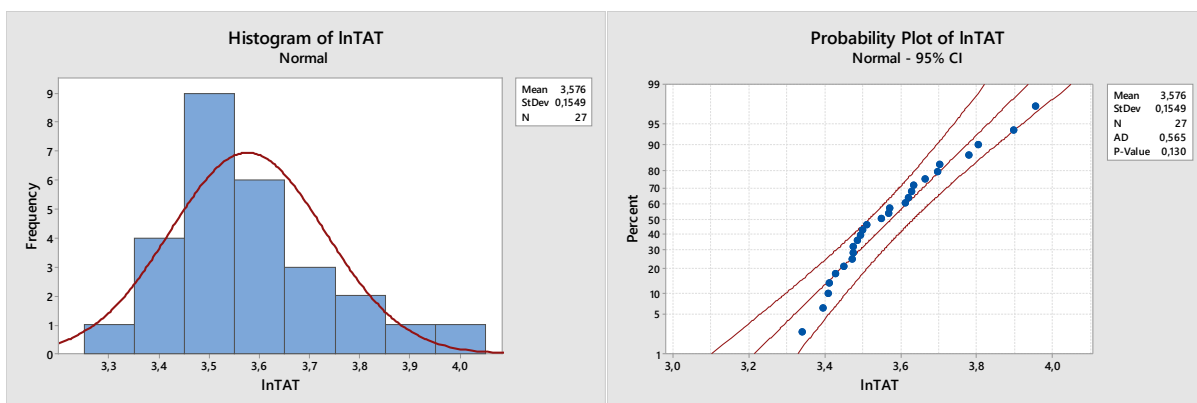 Histogram of lnTAT
Normal
Mean 3,576
StDev 0,1549
N 27
9
8
7
6
5
4
3
2
1
0
Frequency
3,3 3,4 3,5 3,6 3,7 3,8 3,9 4,0
lnTAT
Probability Plot of lnTAT
Normal - 95% CI
Mean 3,576
StDev 0,1549
N 27
AD 0,565
P-Value 0,130
99
95
90
80
70
60
50
40
30
20
10
5
1
Percent
3,0 3,2 3,4 3,6 3,8 4,0
lnTAT